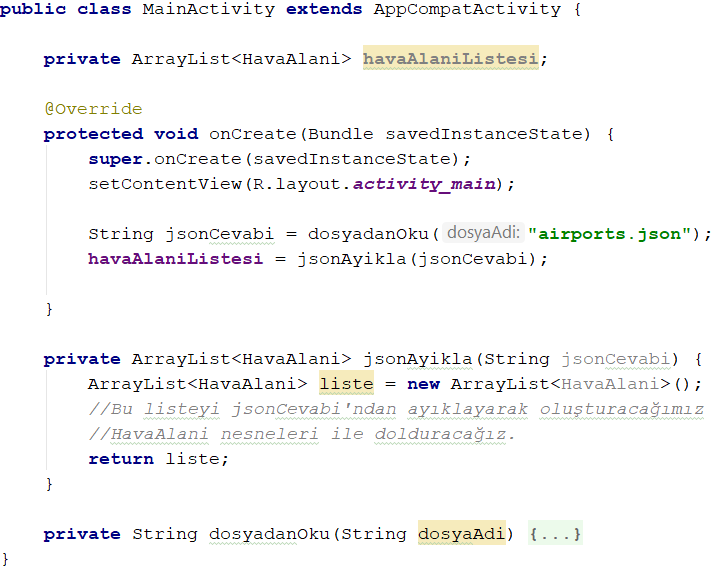 public class MainActivity extends AppCompatActivity {
private ArrayList<HavaAlani> havaAlaniListesi;
@Override
protected void onCreate(Bundle savedInstanceState) {
super.onCreate(savedInstanceState);
setContentView(R.layout.activity_main);
String jsonCevabi = dosyadanOku( dosyaAdi: "airports.json");
havaAlaniListesi = jsonAyikla(jsonCevabi);
}
private ArrayList<HavaAlani> jsonAyikla(String jsonCevabi) {
ArrayList<HavaAlani> liste = new ArrayList<HavaAlani>();
//Bu listeyi jsonCevabi'ndan ayıklayarak oluşturacağımız
//HavaAlani nesneleri ile dolduracağız.
return liste;
}
private String dosyadanOku(String dosyaAdi) {...}
}